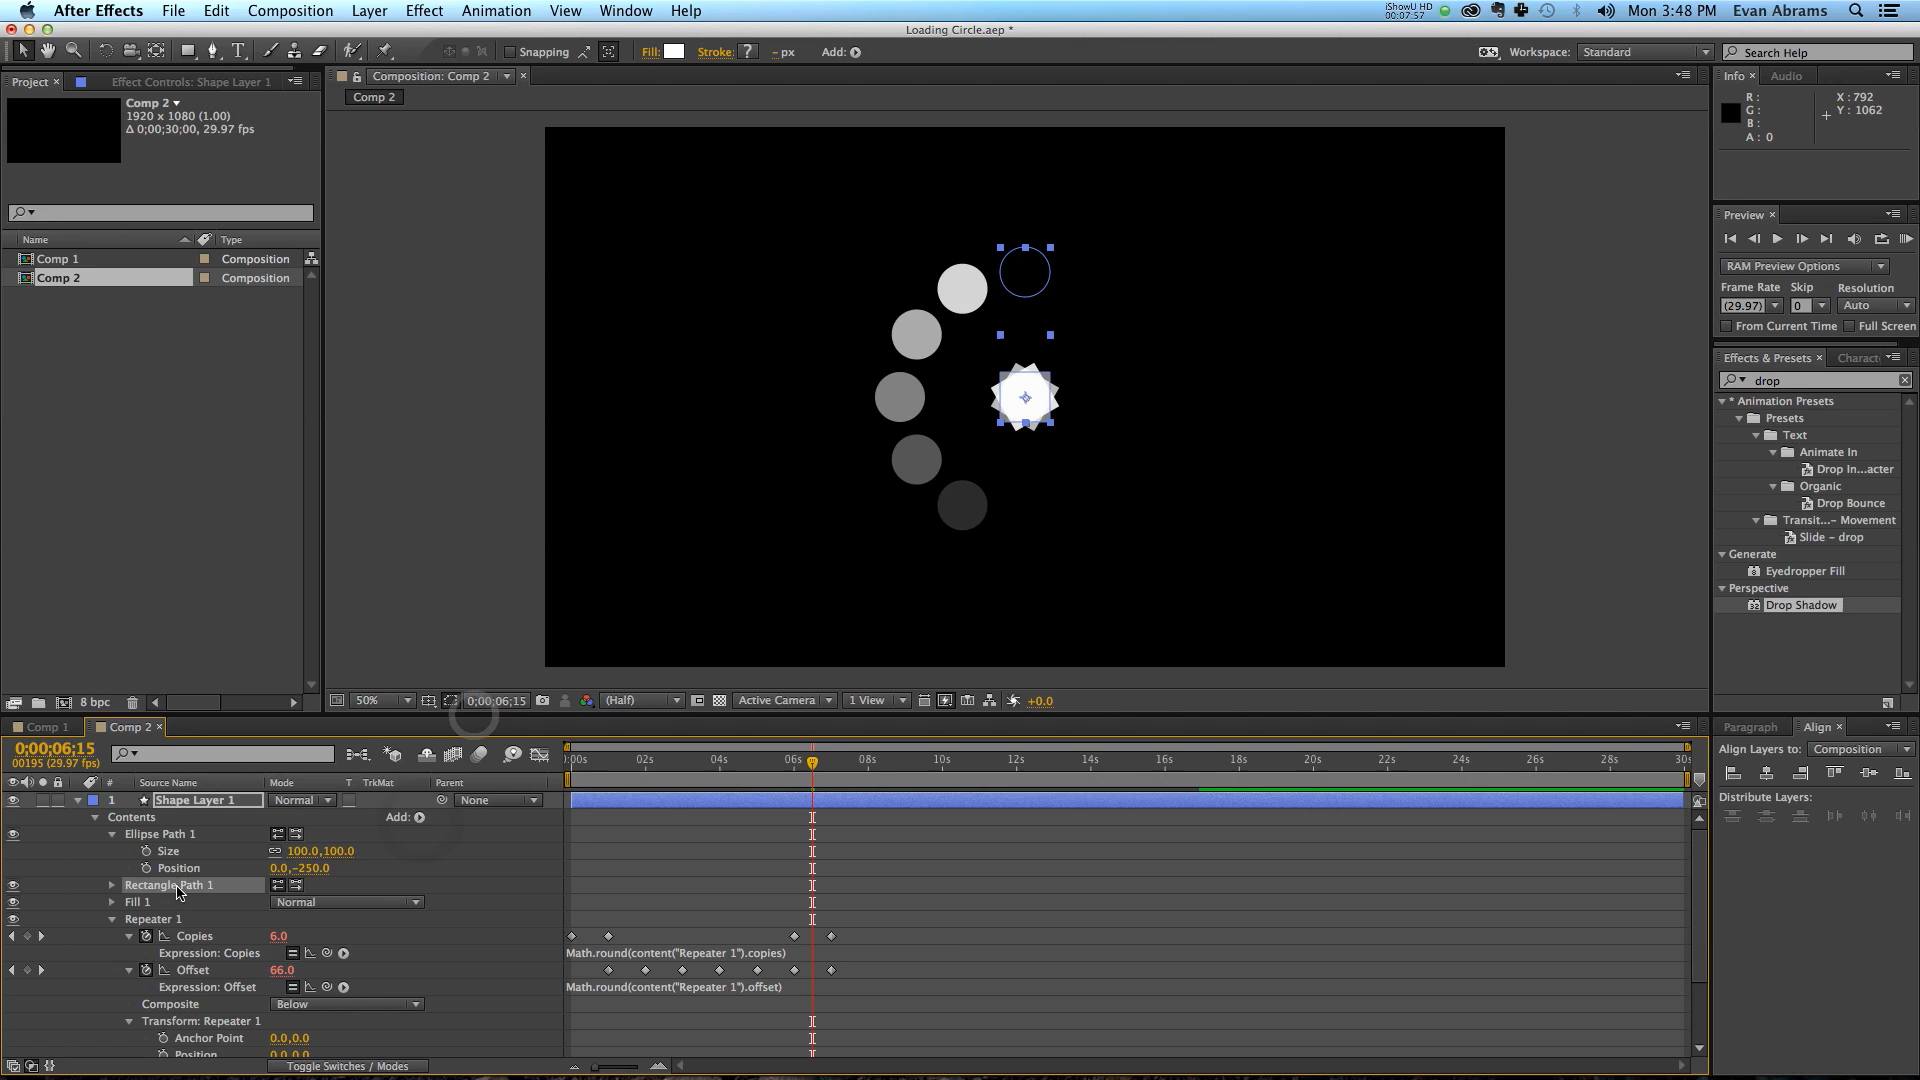 After Effects File Edit Composition Layer Effect Animation View Window Help iShowU HD 00:07:57 Mon 3:48 PM Evan Abrams
Loading Circle.aep *
Snapping Fill: Stroke: ? - px Add: Workspace: Standard Search Help
Project × Effect Controls: Shape Layer 1
Comp 2
1920 x 1080 (1.00)
Δ 0;00;30;00, 29.97 fps
Name Type
Comp 1 Composition
Comp 2 Composition
8 bpc
Composition: Comp 2
Comp 2
50% 0;00;06;15 (Half) Active Camera 1 View +0.0
Info × Audio
R : X : 792
G : Y : 1062
B :
A : 0
Preview ×
RAM Preview Options
Frame Rate Skip Resolution
(29.97) 0 Auto
From Current Time Full Screen
Effects & Presets × Charact
drop
* Animation Presets
Presets
Text
Animate In
Drop In...acter
Organic
Drop Bounce
Transit...- Movement
Slide - drop
Generate
Eyedropper Fill
Perspective
32 Drop Shadow
Paragraph Align ×
Align Layers to: Composition
Distribute Layers:
Comp 1 Comp 2 ×
0;00;06;15
00195 (29.97 fps)
):00s 02s 04s 06s 08s 10s 12s 14s 16s 18s 20s 22s 24s 26s 28s 30s
# Source Name Mode T TrkMat Parent
1 Shape Layer 1 Normal None
Contents Add:
Ellipse Path 1
Size 100.0,100.0
Position 0.0,-250.0
Rectangle Path 1
Fill 1 Normal
Repeater 1
Copies 6.0
Expression: Copies Math.round(content("Repeater 1").copies)
Offset 66.0
Expression: Offset Math.round(content("Repeater 1").offset)
Composite Below
Transform: Repeater 1
Anchor Point 0.0,0.0
Position 0.0,0.0
Toggle Switches / Modes